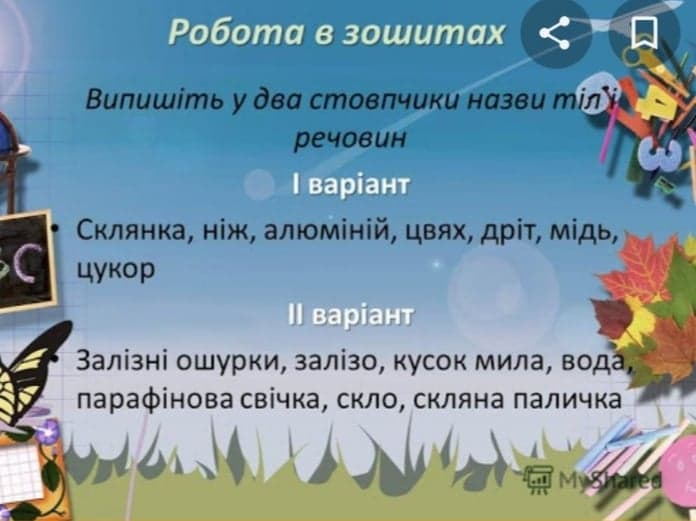 Робота в зошитах
Випишіть у два стовпчики назви тіл і
речовин
І варіант
• Склянка, ніж, алюміній, цвях, дріт, мідь,
цукор
ІІ варіант
• Залізні ошурки, залізо, кусок мила, вода,
парафінова свічка, скло, скляна паличка
MyShared